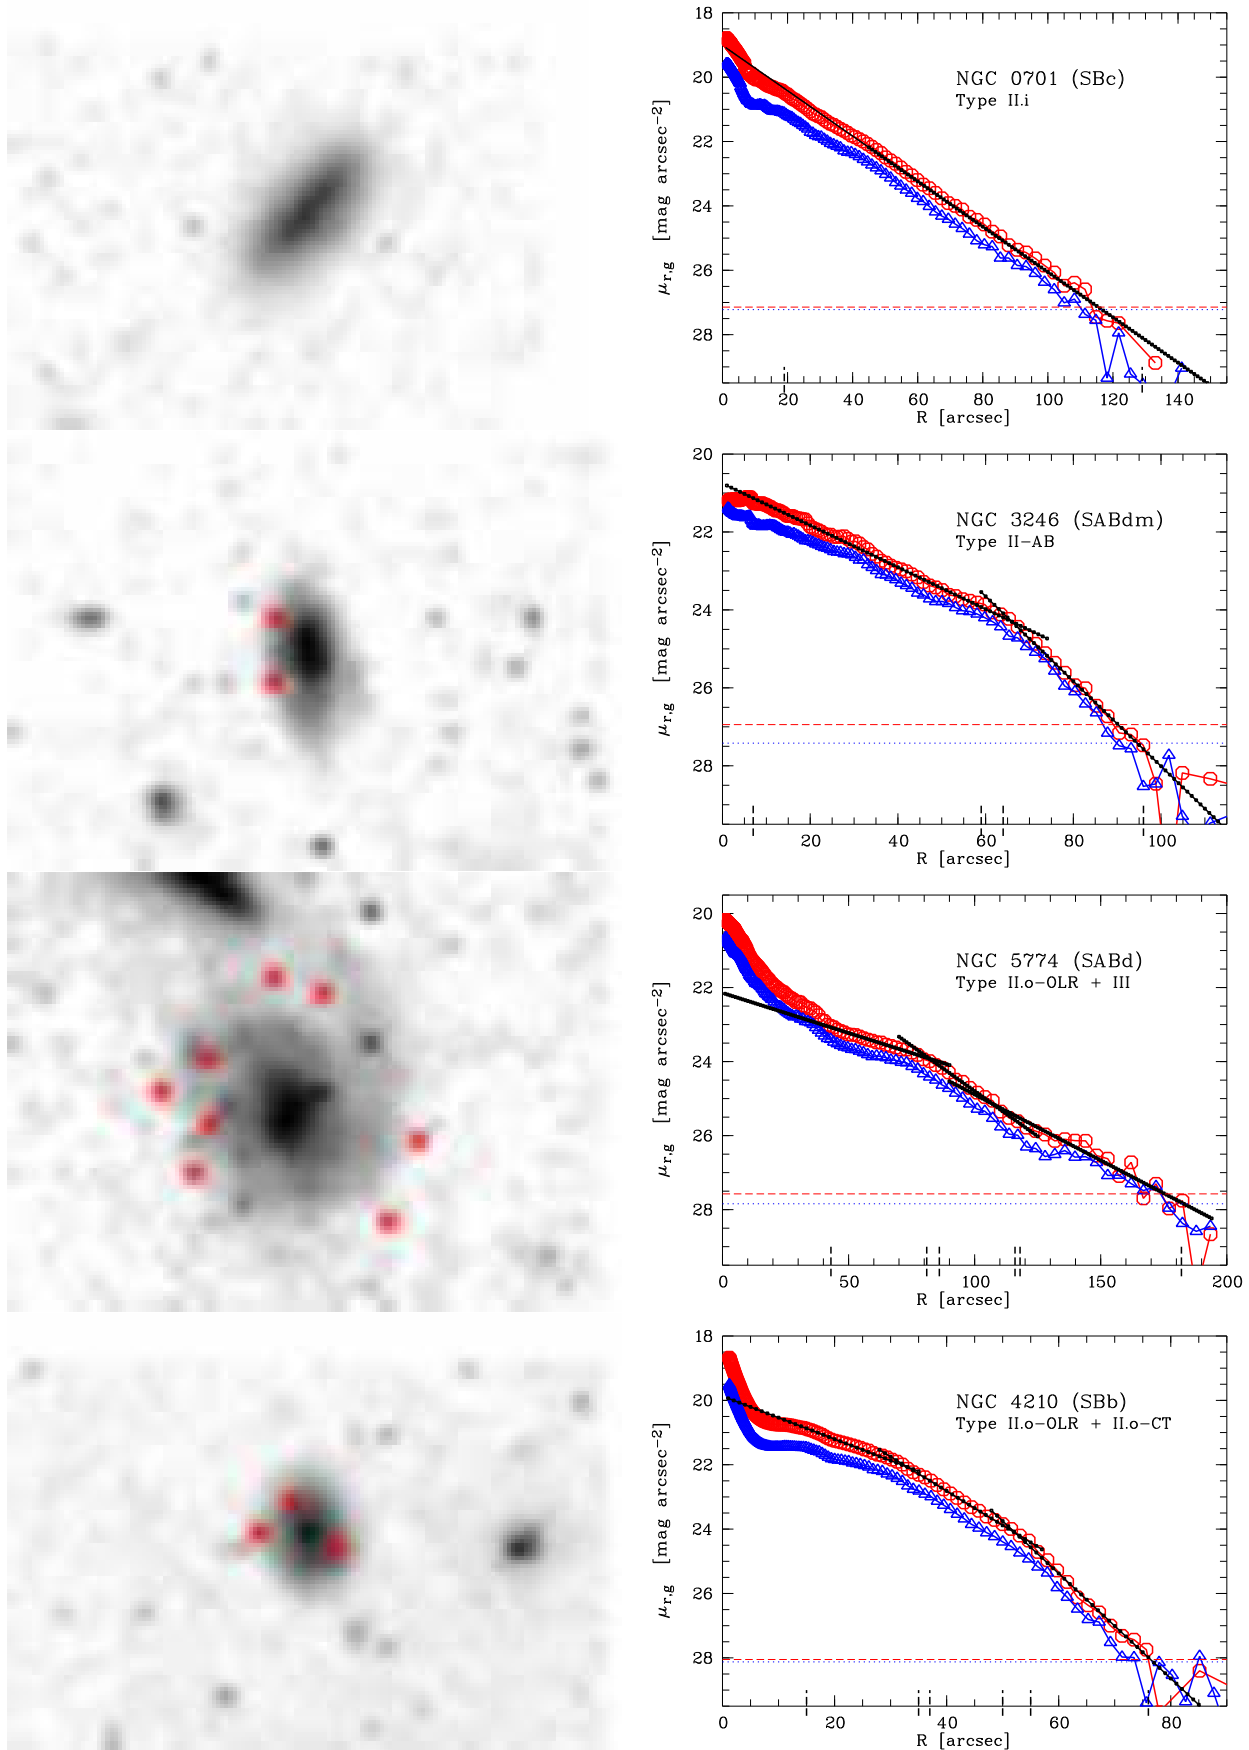 18
20
22
24
26
28
μr,g [mag arcsec−2]
NGC 0701 (SBc)
Type II.i
0 20 40 60 80 100 120 140
R [arcsec]
20
22
24
26
28
μr,g [mag arcsec−2]
NGC 3246 (SABdm)
Type II−AB
0 20 40 60 80 100
R [arcsec]
20
22
24
26
28
μr,g [mag arcsec−2]
NGC 5774 (SABd)
Type II.o−OLR + III
0 50 100 150 200
R [arcsec]
18
20
22
24
26
28
μr,g [mag arcsec−2]
NGC 4210 (SBb)
Type II.o−OLR + II.o−CT
0 20 40 60 80
R [arcsec]